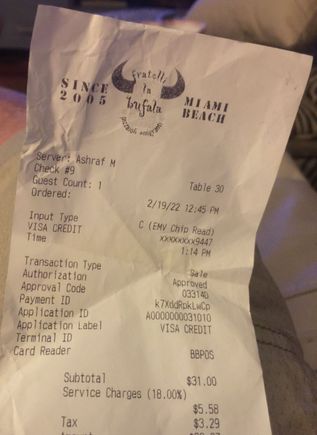 SINCE
2005
fratelli
la
bufala
MIAMI
BEACH
Server: Ashraf M
Check #9
Table 30
Guest Count: 1
Ordered:
2/19/22 12:45 PM
Input Type
C (EMV Chip Read)
VISA CREDIT
xxxxxxxx9447
Time
1:14 PM
Transaction Type
Sale
Authorization
Approved
Approval Code
03314D
Payment ID
k7XddRpkLwCp
Application ID
A0000000031010
Application Label
VISA CREDIT
Terminal ID
Card Reader
BBPOS
Subtotal
$31.00
Service Charges (18.00%)
$5.58
Tax
$3.29